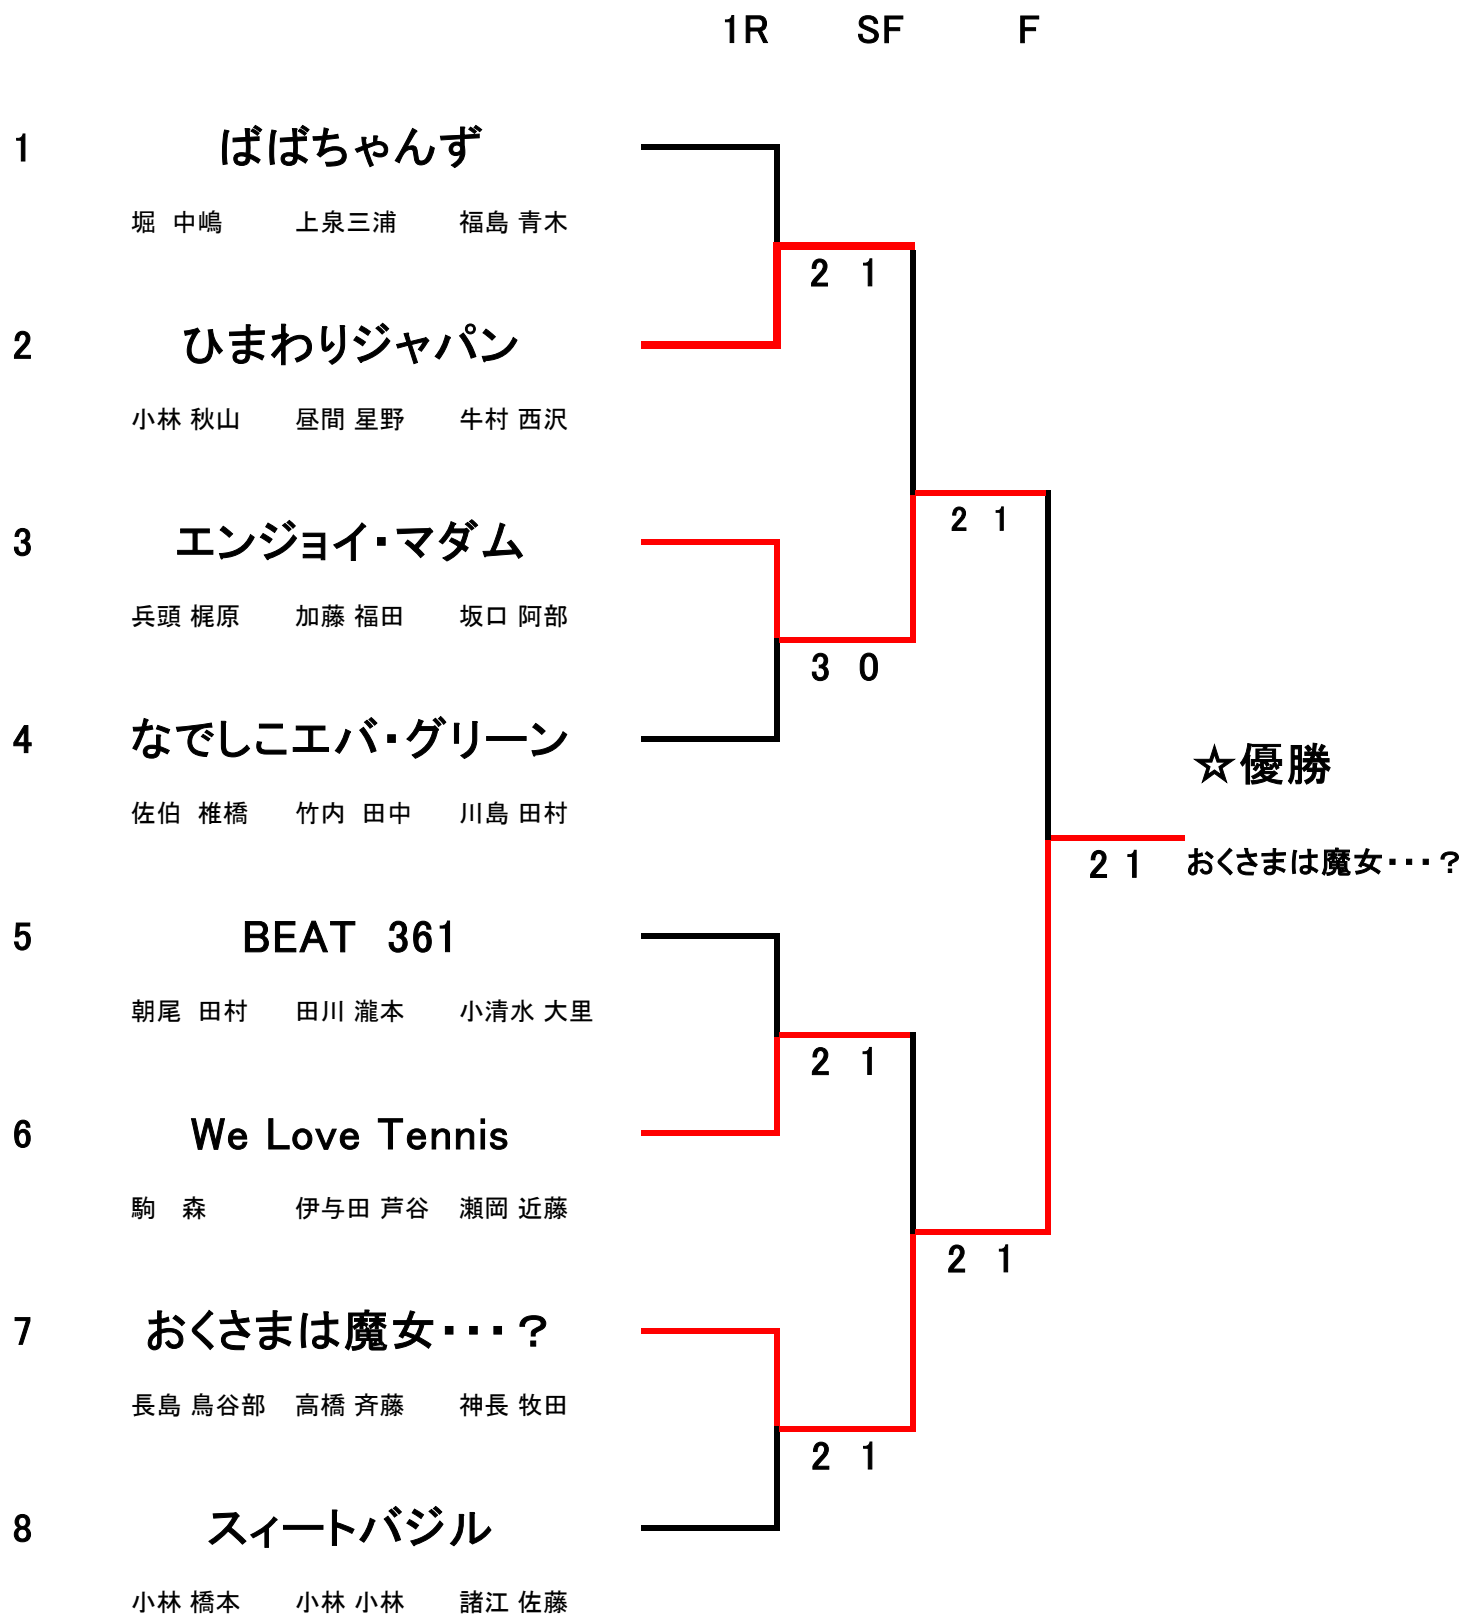 1R SF F
1 ばばちゃんず
堀 中嶋 上泉三浦 福島 青木
2 1
2 ひまわりジャパン
小林 秋山 昼間 星野 牛村 西沢
2 1
3 エンジョイ・マダム
兵頭 梶原 加藤 福田 坂口 阿部
3 0
4 なでしこエバ・グリーン
☆優勝
佐伯 椎橋 竹内 田中 川島 田村
2 1 おくさまは魔女・・・?
5 BEAT 361
朝尾 田村 田川 瀧本 小清水 大里
2 1
6 We Love Tennis
駒 森 伊与田 芦谷 瀬岡 近藤
2 1
7 おくさまは魔女・・・?
長島 鳥谷部 高橋 斉藤 神長 牧田
2 1
8 スィートバジル
小林 橋本 小林 小林 諸江 佐藤